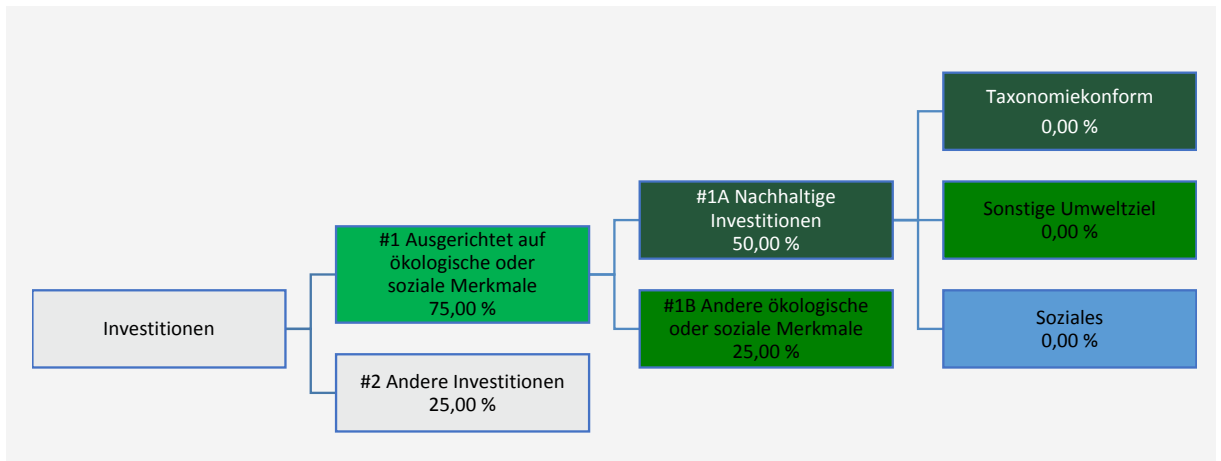 Investitionen
#1 Ausgerichtet auf
ökologische oder
soziale Merkmale
75,00 %
#2 Andere Investitionen
25,00 %
#1A Nachhaltige
Investitionen
50,00 %
#1B Andere ökologische
oder soziale Merkmale
25,00 %
Taxonomiekonform
0,00 %
Sonstige Umweltziel
0,00 %
Soziales
0,00 %